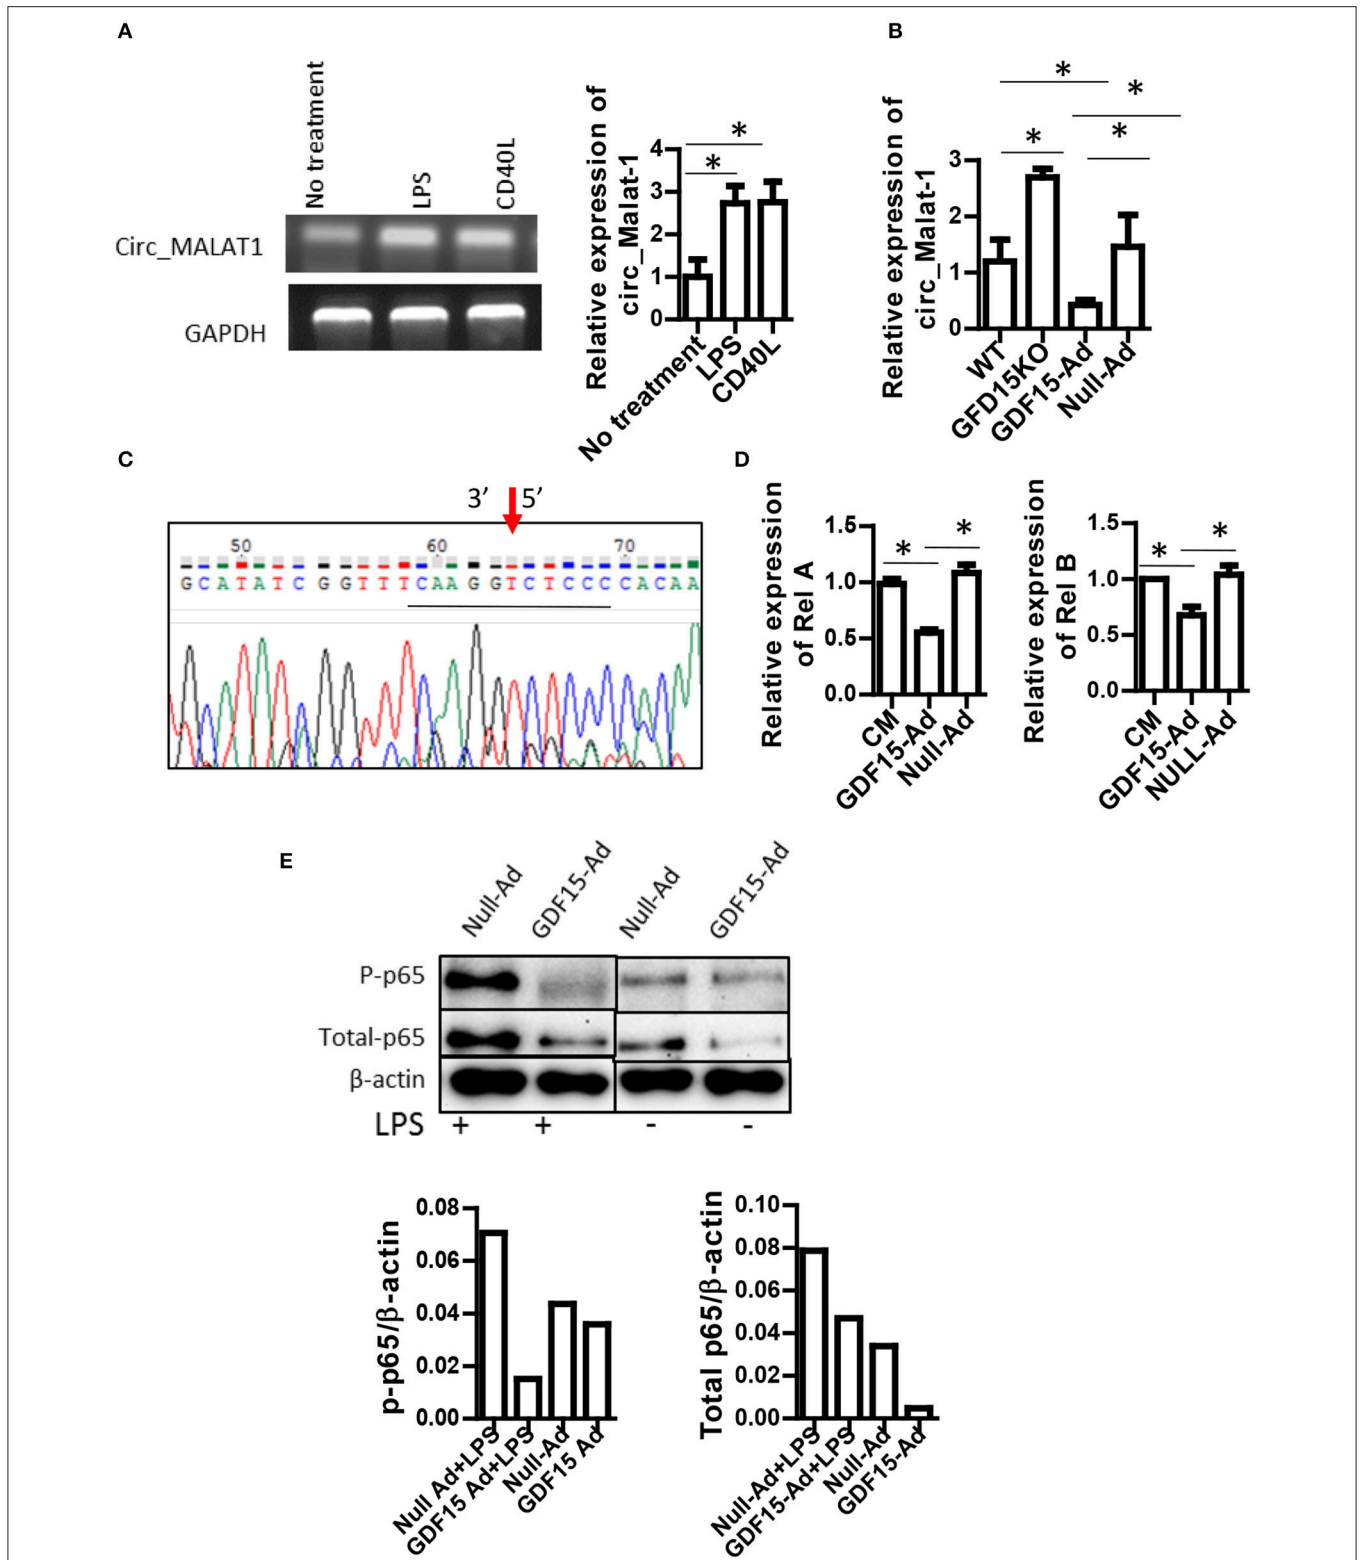 A
No treatment
LPS
CD40L
Circ_MALAT1
GAPDH
Relative expression of
circ_Malat-1
4
3
2
1
0
*
*
No treatment
LPS
CD40L
B
Relative expression of
circ_Malat-1
3
2
1
0
*
*
*
*
WT
GFD15KO
GDF15-Ad
Null-Ad
C
3’ 5’
50 60 70
GCATATCGGTTTCAAGGTCTCCCCACAA
D
Relative expression
of Rel A
1.5
1.0
0.5
0.0
*
*
CM
GDF15-Ad
Null-Ad
Relative expression
of Rel B
1.5
1.0
0.5
0.0
*
*
CM
GDF15-Ad
NULL-Ad
E
Null-Ad
GDF15-Ad
Null-Ad
GDF15-Ad
P-p65
Total-p65
β-actin
LPS + + - -
p-p65/β-actin
0.08
0.06
0.04
0.02
0.00
Null Ad+LPS
GDF15 Ad+LPS
Null-Ad
GDF15 Ad
Total p65/β-actin
0.10
0.08
0.06
0.04
0.02
0.00
Null-Ad+LPS
GDF15-Ad+LPS
Null-Ad
GDF15-Ad